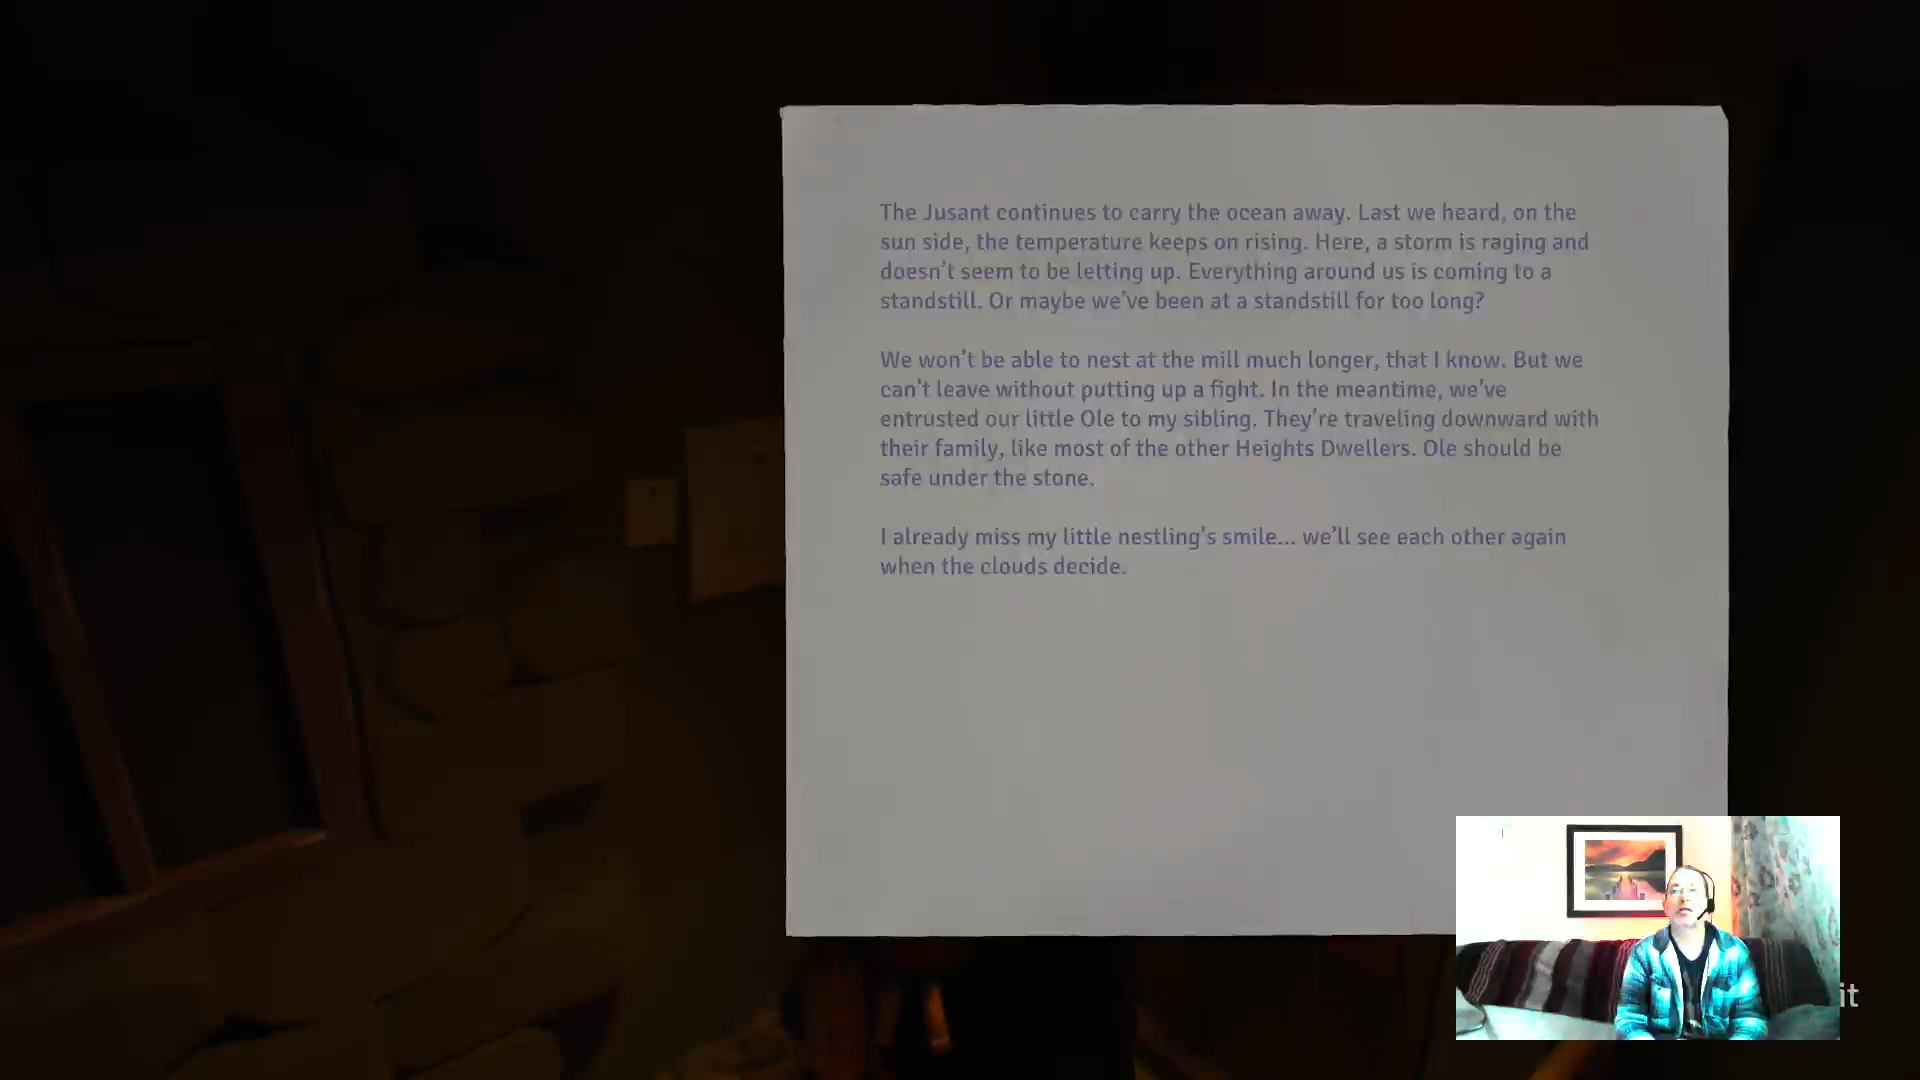 The Jusant continues to carry the ocean away. Last we heard, on the
sun side, the temperature keeps on rising. Here, a storm is raging and
doesn't seem to be letting up. Everything around us is coming to a
standstill. Or maybe we've been at a standstill for too long?
We won't be able to nest at the mill much longer, that I know. But we
can't leave without putting up a fight. In the meantime, we've
entrusted our little Ole to my sibling. They're traveling downward with
their family, like most of the other Heights Dwellers. Ole should be
safe under the stone.
I already miss my little nestling's smile... we'll see each other again
when the clouds decide.
it